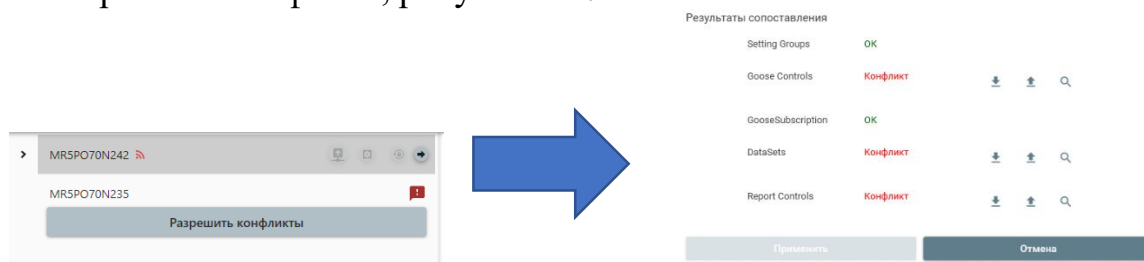 Результаты сопоставления
Setting Groups OK
Goose Controls Конфликт
GooseSubscription OK
DataSets Конфликт
Report Controls Конфликт
Применить Отмена
MR5PO70N242
MR5PO70N235
Разрешить конфликты